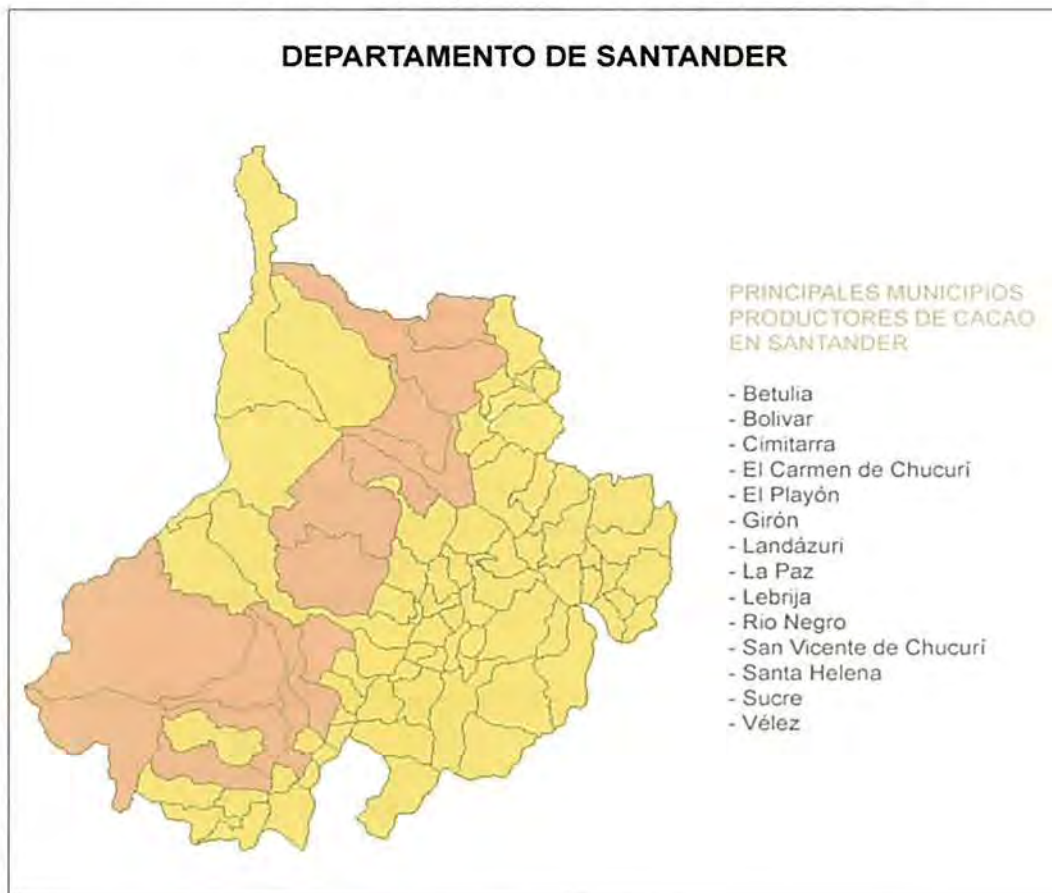 DEPARTAMENTO DE SANTANDER
PRINCIPALES MUNICIPIOS
PRODUCTORES DE CACAO
EN SANTANDER
- Betulia
- Bolivar
- Cimitarra
- El Carmen de Chucurí
- El Playón
- Girón
- Landázuri
- La Paz
- Lebrija
- Rio Negro
- San Vicente de Chucurí
- Santa Helena
- Sucre
- Vélez